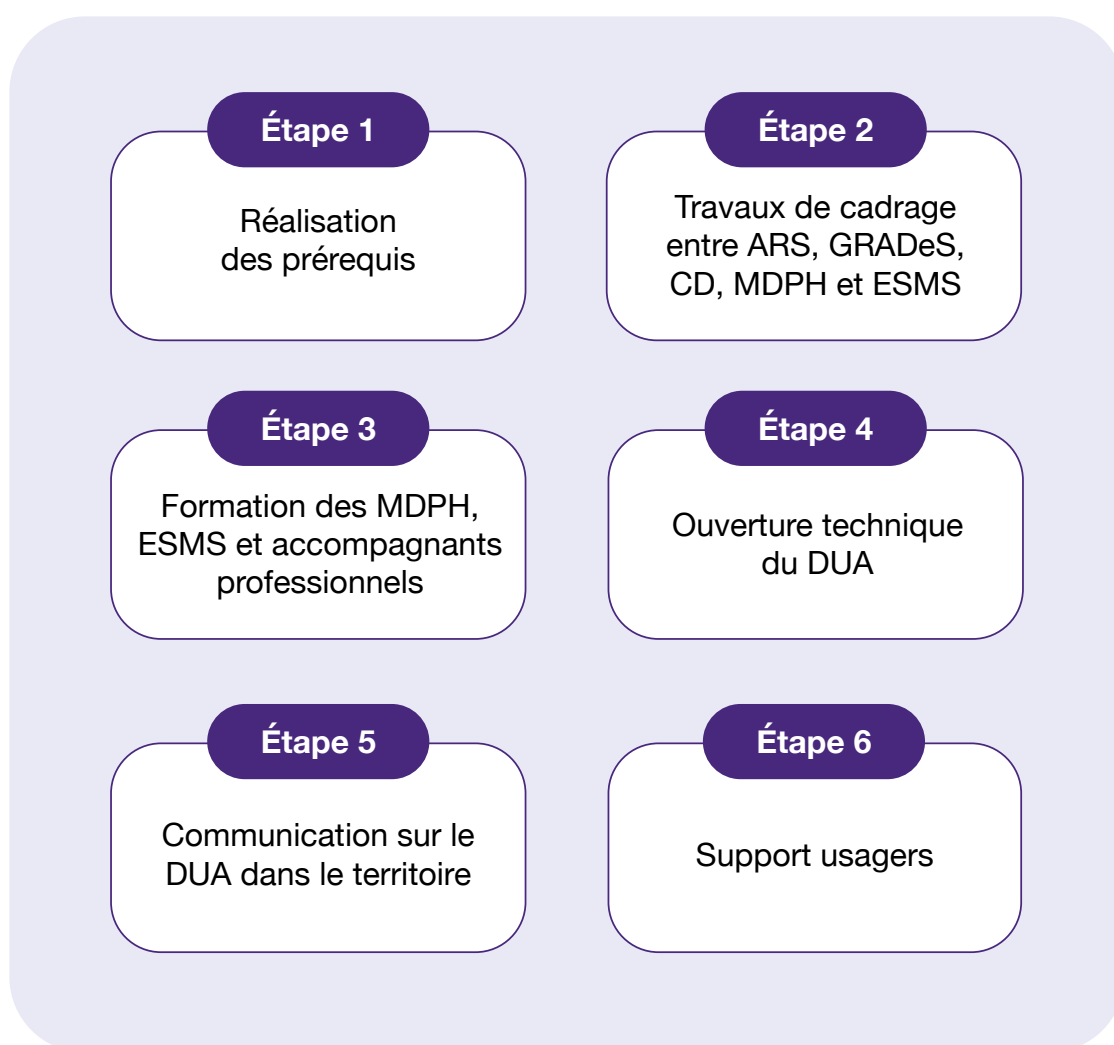 Étape 1
Réalisation
des prérequis
Étape 2
Travaux de cadrage
entre ARS, GRADeS,
CD, MDPH et ESMS
Étape 3
Formation des MDPH,
ESMS et accompagnants
professionnels
Étape 4
Ouverture technique
du DUA
Étape 5
Communication sur le
DUA dans le territoire
Étape 6
Support usagers